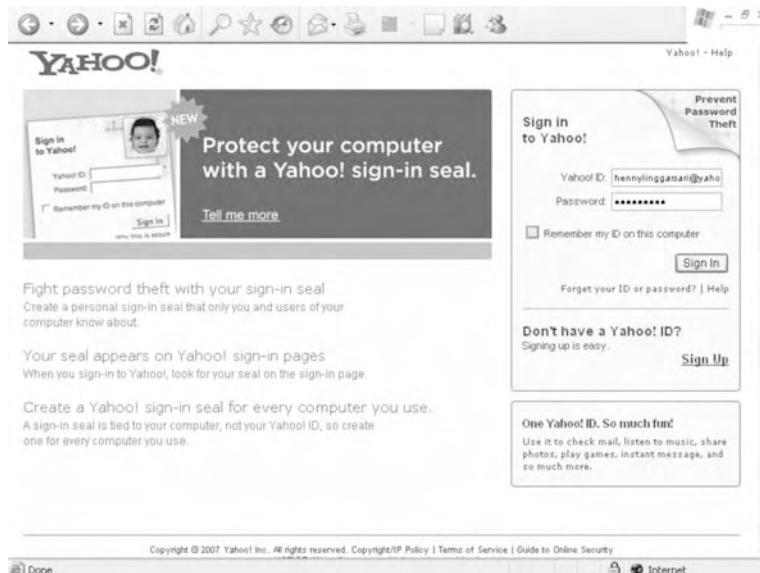 Yahoo! - Help
YAHOO!
NEW
Sign in
to Yahoo!
Yahoo! ID:
Password:
Remember my ID on this computer
Sign In
Protect your computer
with a Yahoo! sign-in seal.
Tell me more
Fight password theft with your sign-in seal
Create a personal sign-in seal that only you and users of your
computer know about.
Your seal appears on Yahoo! sign-in pages
When you sign-in to Yahoo!, look for your seal on the sign-in page.
Create a Yahoo! sign-in seal for every computer you use.
A sign-in seal is tied to your computer, not your Yahoo! ID, so create
one for every computer you use.
Prevent
Password
Theft
Sign in
to Yahoo!
Yahoo! ID: hennylinggarsari@yaho
Password: •••••••••
Remember my ID on this computer
Sign In
Forget your ID or password? | Help
Don't have a Yahoo! ID?
Signing up is easy.
Sign Up
One Yahoo! ID. So much fun!
Use it to check mail, listen to music, share
photos, play games, instant message, and
so much more.
Copyright © 2007 Yahoo! Inc. All rights reserved. Copyright/IP Policy | Terms of Service | Guide to Online Security
Done
Internet